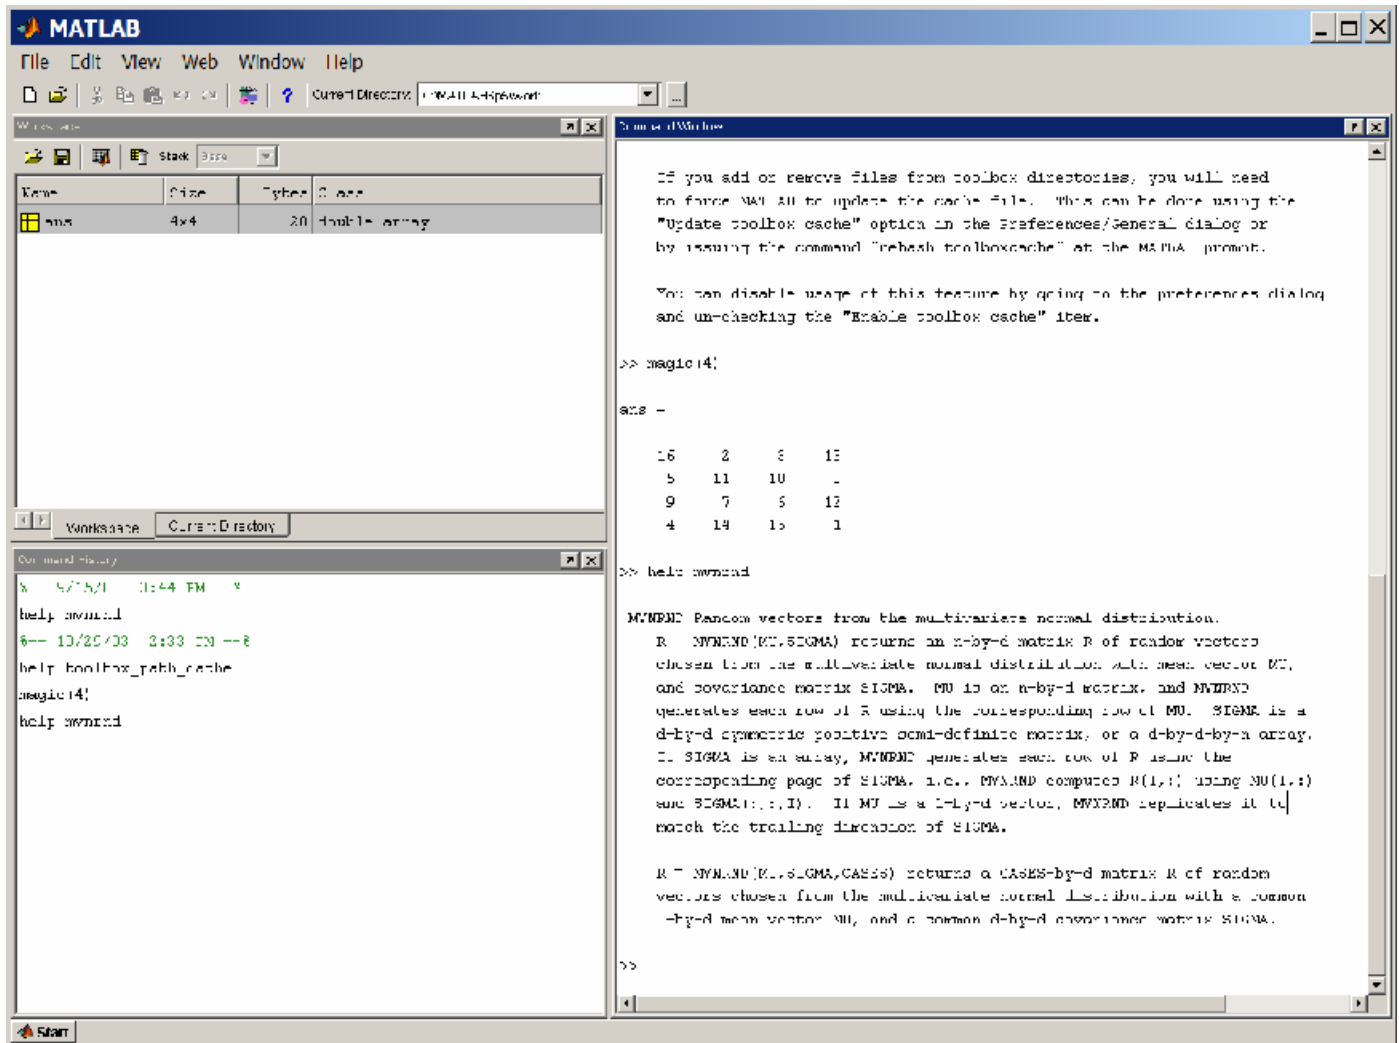 MATLAB
File Edit View Web Window Help
Current Directory:
Workspace
Stack Base
Name Size Bytes Class
ans 4x4 double array
Workspace Current Directory
Command History
help mvnrnd
2:33
help toolbox_path_cache
magic(4)
help mvnrnd
Start
Command Window
If you add or remove files from toolbox directories, you will need
to force MATLAB to update the cache file. This can be done using the
"Update toolbox cache" option in the Preferences/General dialog or
by issuing the command "rehash toolboxcache" at the MATLAB prompt.
You can disable usage of this feature by going to the preferences dialog
and un-checking the "Enable toolbox cache" item.
>> magic(4)
ans =
16 2 3 13
5 11 10
9 7 6 12
4 14 15 1
>> help mvnrnd
MVNRND Random vectors from the multivariate normal distribution.
R = MVNRND(MU,SIGMA) returns an n-by-d matrix R of random vectors
chosen from the multivariate normal distribution with mean vector MU,
and covariance matrix SIGMA. MU is an n-by-d matrix, and MVNRND
generates each row of R using the corresponding row of MU. SIGMA is a
d-by-d symmetric positive semi-definite matrix, or a d-by-d-by-n array.
If SIGMA is an array, MVNRND generates each row of R using the
corresponding page of SIGMA, i.e., MVNRND computes R(I,:) using MU(I,:)
and SIGMA(:,:,I). If MU is a 1-by-d vector, MVNRND replicates it to
match the trailing dimension of SIGMA.
R = MVNRND(MU,SIGMA,CASES) returns a CASES-by-d matrix R of random
vectors chosen from the multivariate normal distribution with a common
1-by-d mean vector MU, and a common d-by-d covariance matrix SIGMA.
>>